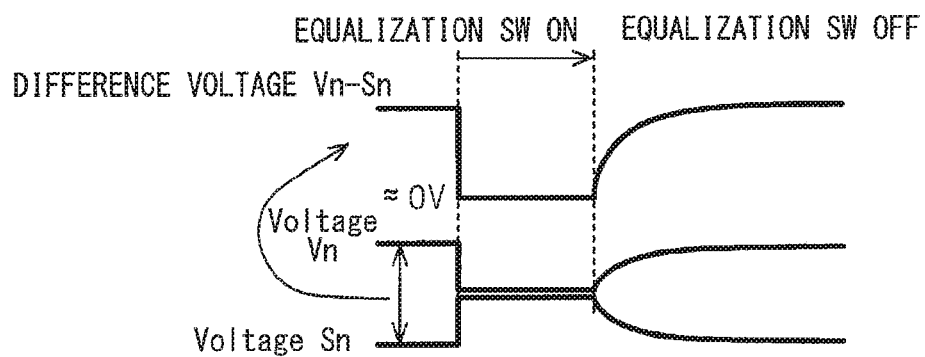 EQUALIZATION SW ON
EQUALIZATION SW OFF
DIFFERENCE VOLTAGE Vn-Sn
≈ 0V
Voltage
Vn
Voltage Sn